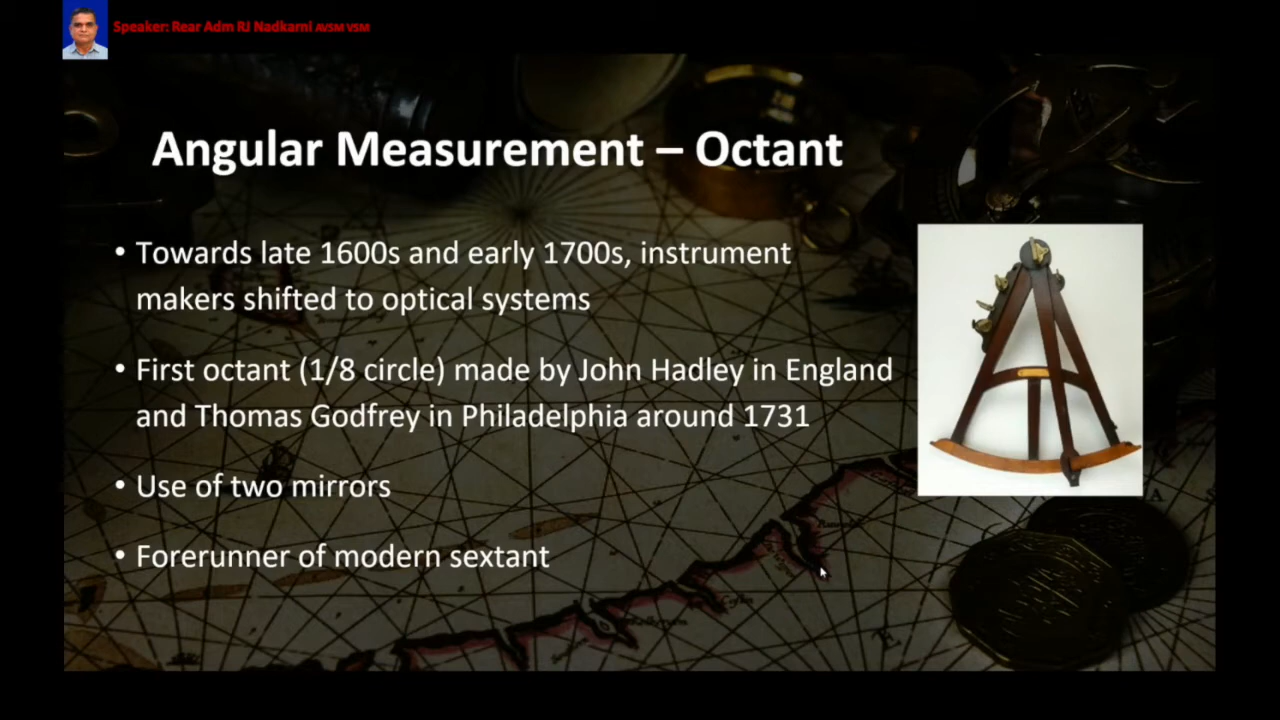 Speaker: Rear Adm RJ Nadkarni AVSM VSM
Angular Measurement – Octant
• Towards late 1600s and early 1700s, instrument
makers shifted to optical systems
• First octant (1/8 circle) made by John Hadley in England
and Thomas Godfrey in Philadelphia around 1731
• Use of two mirrors
• Forerunner of modern sextant